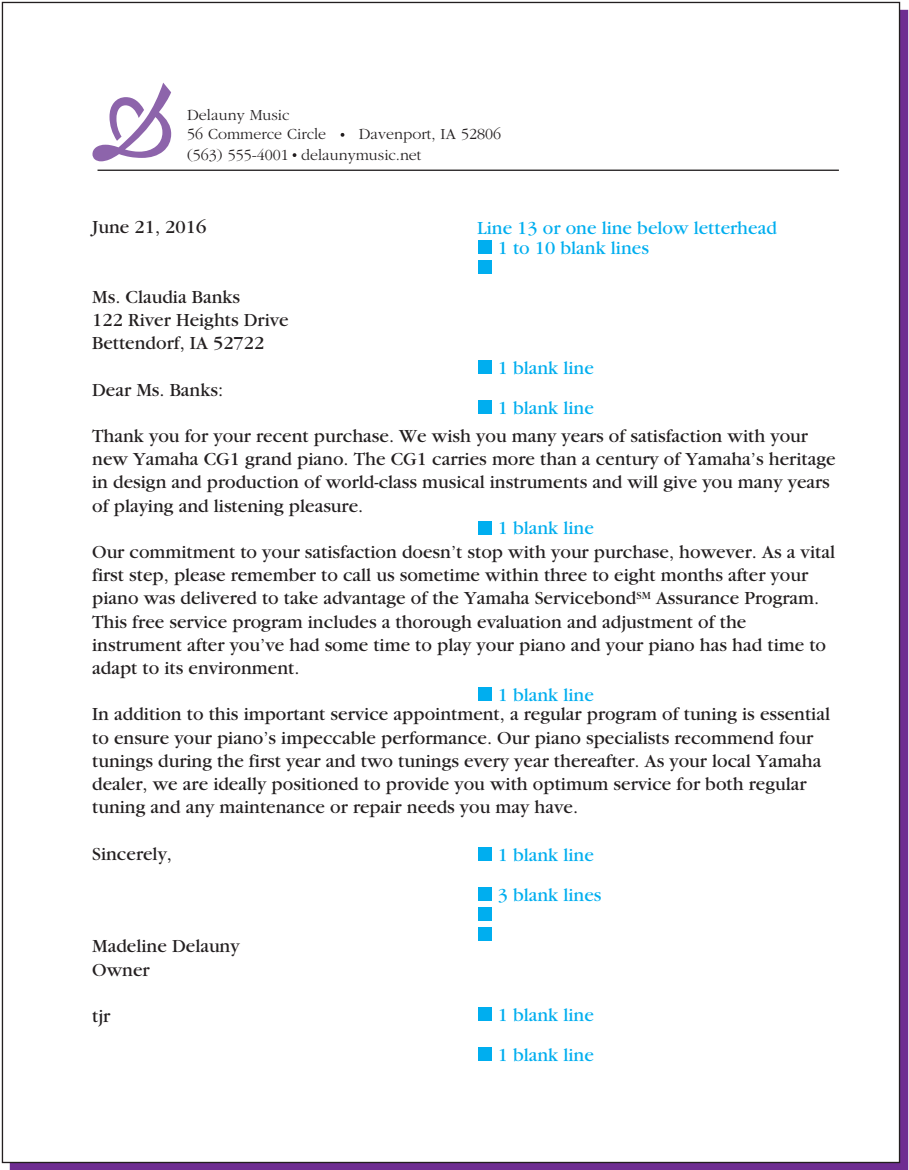 Delauny Music
56 Commerce Circle • Davenport, IA 52806
(563) 555-4001 • delaunymusic.net
June 21, 2016
Line 13 or one line below letterhead
1 to 10 blank lines
Ms. Claudia Banks
122 River Heights Drive
Bettendorf, IA 52722
1 blank line
Dear Ms. Banks:
1 blank line
Thank you for your recent purchase. We wish you many years of satisfaction with your
new Yamaha CG1 grand piano. The CG1 carries more than a century of Yamaha’s heritage
in design and production of world-class musical instruments and will give you many years
of playing and listening pleasure.
1 blank line
Our commitment to your satisfaction doesn’t stop with your purchase, however. As a vital
first step, please remember to call us sometime within three to eight months after your
piano was delivered to take advantage of the Yamaha Servicebond℠ Assurance Program.
This free service program includes a thorough evaluation and adjustment of the
instrument after you’ve had some time to play your piano and your piano has had time to
adapt to its environment.
1 blank line
In addition to this important service appointment, a regular program of tuning is essential
to ensure your piano’s impeccable performance. Our piano specialists recommend four
tunings during the first year and two tunings every year thereafter. As your local Yamaha
dealer, we are ideally positioned to provide you with optimum service for both regular
tuning and any maintenance or repair needs you may have.
Sincerely,
1 blank line
3 blank lines
Madeline Delauny
Owner
tjr
1 blank line
1 blank line